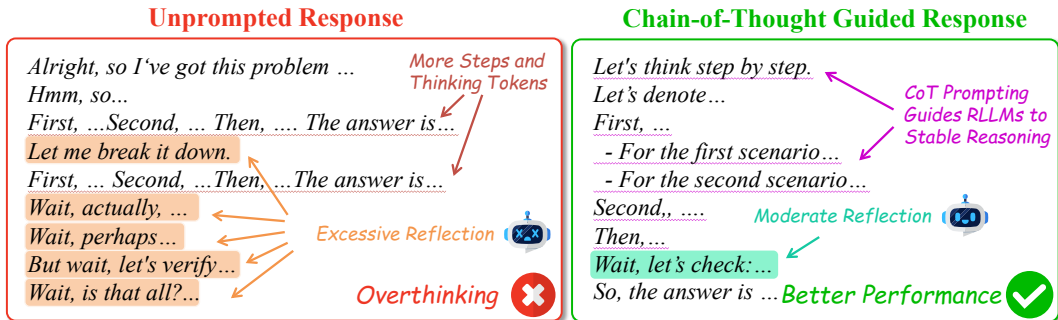 Unprompted Response
Alright, so I've got this problem …
Hmm, so...
First, …Second, … Then, …. The answer is…
Let me break it down.
First, … Second, …Then, …The answer is…
Wait, actually, …
Wait, perhaps…
But wait, let's verify…
Wait, is that all?...
More Steps and
Thinking Tokens
Excessive Reflection
Overthinking
Chain-of-Thought Guided Response
Let's think step by step.
Let's denote…
First, …
- For the first scenario…
- For the second scenario…
Second,, ….
Then,…
Wait, let's check:…
So, the answer is …
CoT Prompting
Guides RLLMs to
Stable Reasoning
Moderate Reflection
Better Performance